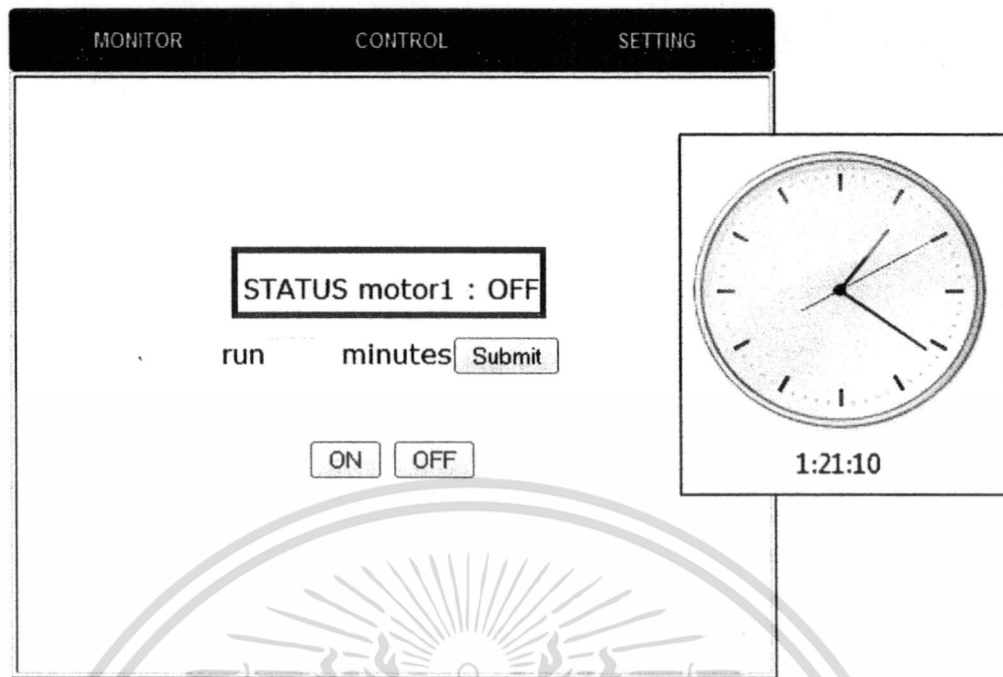 MONITOR CONTROL SETTING
STATUS motor1 : OFF
run minutes Submit
ON OFF
1:21:10